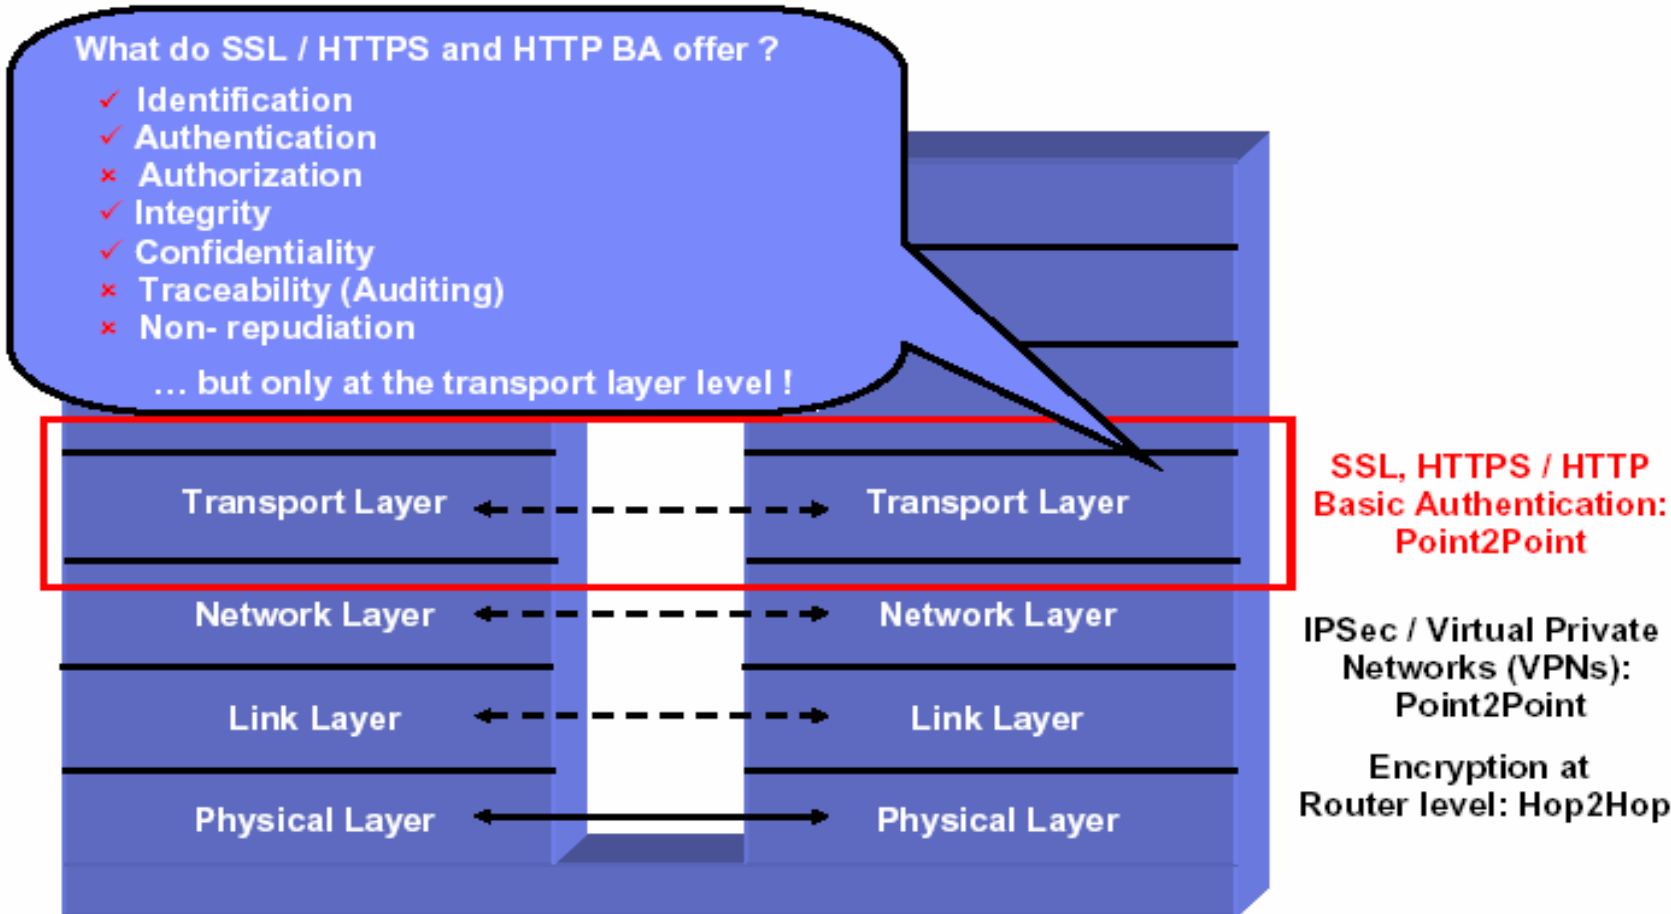 What do SSL / HTTPS and HTTP BA offer ?
✓ Identification
✓ Authentication
× Authorization
✓ Integrity
✓ Confidentiality
× Traceability (Auditing)
× Non- repudiation
... but only at the transport layer level !
Transport Layer
Transport Layer
SSL, HTTPS / HTTP
Basic Authentication:
Point2Point
Network Layer
Network Layer
IPSec / Virtual Private
Networks (VPNs):
Point2Point
Link Layer
Link Layer
Physical Layer
Physical Layer
Encryption at
Router level: Hop2Hop